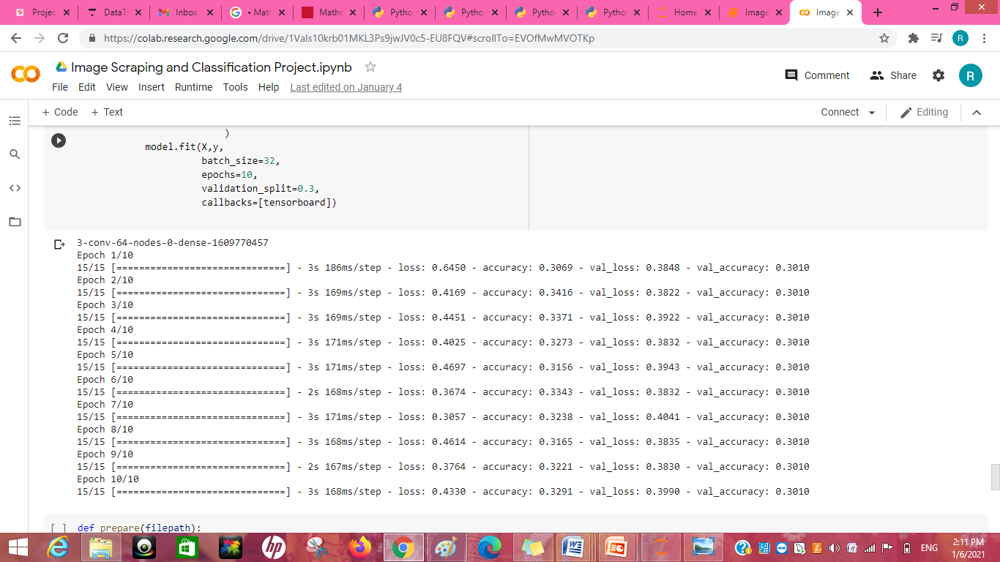 Projec
DataT
Inbox
Math
Mathe
Pytho
Pytho
Pytho
Pytho
Home
Image
Image
https://colab.research.google.com/drive/1Vals10krb01MKL3Ps9jwJV0c5-EU8FQV#scrollTo=EVOfMwMVOTKp
R
Image Scraping and Classification Project.ipynb
Comment
Share
R
File Edit View Insert Runtime Tools Help Last edited on January 4
+ Code + Text
Connect
Editing
)
model.fit(X,y,
batch_size=32,
epochs=10,
validation_split=0.3,
callbacks=[tensorboard])
3-conv-64-nodes-0-dense-1609770457
Epoch 1/10
15/15 [==============================] - 3s 186ms/step - loss: 0.6450 - accuracy: 0.3069 - val_loss: 0.3848 - val_accuracy: 0.3010
Epoch 2/10
15/15 [==============================] - 3s 169ms/step - loss: 0.4169 - accuracy: 0.3416 - val_loss: 0.3822 - val_accuracy: 0.3010
Epoch 3/10
15/15 [==============================] - 3s 169ms/step - loss: 0.4451 - accuracy: 0.3371 - val_loss: 0.3922 - val_accuracy: 0.3010
Epoch 4/10
15/15 [==============================] - 3s 171ms/step - loss: 0.4025 - accuracy: 0.3273 - val_loss: 0.3832 - val_accuracy: 0.3010
Epoch 5/10
15/15 [==============================] - 3s 171ms/step - loss: 0.4697 - accuracy: 0.3156 - val_loss: 0.3943 - val_accuracy: 0.3010
Epoch 6/10
15/15 [==============================] - 2s 168ms/step - loss: 0.3674 - accuracy: 0.3343 - val_loss: 0.3832 - val_accuracy: 0.3010
Epoch 7/10
15/15 [==============================] - 3s 171ms/step - loss: 0.3057 - accuracy: 0.3238 - val_loss: 0.4041 - val_accuracy: 0.3010
Epoch 8/10
15/15 [==============================] - 3s 168ms/step - loss: 0.4614 - accuracy: 0.3165 - val_loss: 0.3835 - val_accuracy: 0.3010
Epoch 9/10
15/15 [==============================] - 2s 167ms/step - loss: 0.3764 - accuracy: 0.3221 - val_loss: 0.3830 - val_accuracy: 0.3010
Epoch 10/10
15/15 [==============================] - 3s 168ms/step - loss: 0.4330 - accuracy: 0.3291 - val_loss: 0.3990 - val_accuracy: 0.3010
[ ] def prepare(filepath):
ENG
2:11 PM
1/6/2021